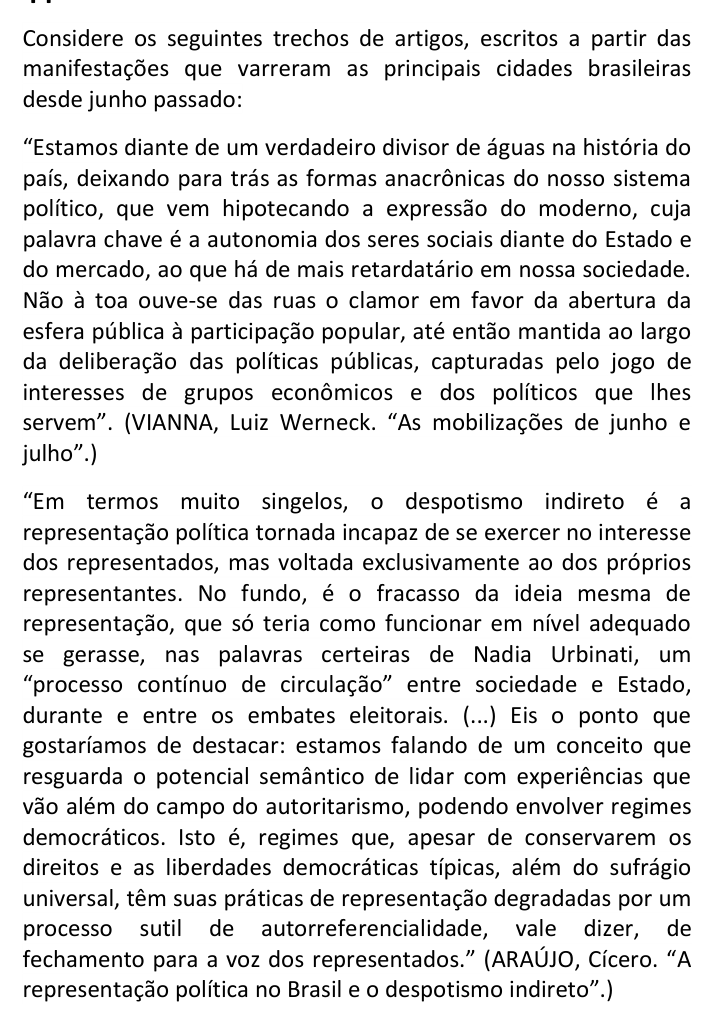 Considere os seguintes trechos de artigos, escritos a partir das
manifestações que varreram as principais cidades brasileiras
desde junho passado:
“Estamos diante de um verdadeiro divisor de águas na história do
país, deixando para trás as formas anacrônicas do nosso sistema
político, que vem hipotecando a expressão do moderno, cuja
palavra chave é a autonomia dos seres sociais diante do Estado e
do mercado, ao que há de mais retardatário em nossa sociedade.
Não à toa ouve-se das ruas o clamor em favor da abertura da
esfera pública à participação popular, até então mantida ao largo
da deliberação das políticas públicas, capturadas pelo jogo de
interesses de grupos econômicos e dos políticos que lhes
servem”. (VIANNA, Luiz Werneck. “As mobilizações de junho e
julho”.)
“Em termos muito singelos, o despotismo indireto é a
representação política tornada incapaz de se exercer no interesse
dos representados, mas voltada exclusivamente ao dos próprios
representantes. No fundo, é o fracasso da ideia mesma de
representação, que só teria como funcionar em nível adequado
se gerasse, nas palavras certeiras de Nadia Urbinati, um
“processo contínuo de circulação” entre sociedade e Estado,
durante e entre os embates eleitorais. (...) Eis o ponto que
gostaríamos de destacar: estamos falando de um conceito que
resguarda o potencial semântico de lidar com experiências que
vão além do campo do autoritarismo, podendo envolver regimes
democráticos. Isto é, regimes que, apesar de conservarem os
direitos e as liberdades democráticas típicas, além do sufrágio
universal, têm suas práticas de representação degradadas por um
processo sutil de autorreferencialidade, vale dizer, de
fechamento para a voz dos representados.” (ARAÚJO, Cícero. “A
representação política no Brasil e o despotismo indireto”.)